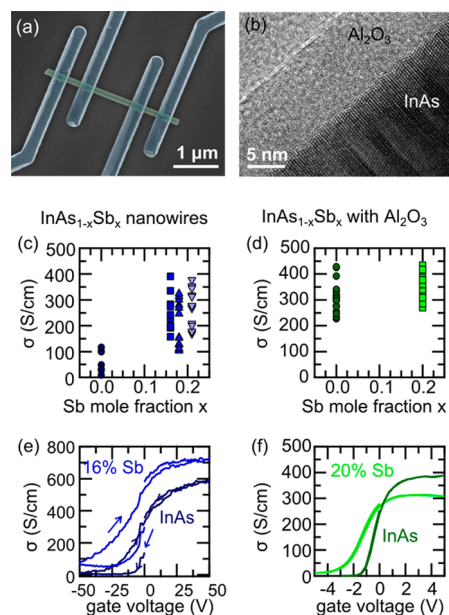 (a)
1 μm
(b)
Al₂O₃
InAs
5 nm
InAs₁₋ₓSbₓ nanowires
InAs₁₋ₓSbₓ with Al₂O₃
(c)
500
400
300
200
100
0
σ (S/cm)
0.0
0.1
0.2
Sb mole fraction x
(d)
500
400
300
200
100
0
σ (S/cm)
0.0
0.1
0.2
Sb mole fraction x
(e)
800
600
400
200
0
σ (S/cm)
16% Sb
InAs
-50
-25
0
25
50
gate voltage (V)
(f)
500
400
300
200
100
0
σ (S/cm)
20% Sb
InAs
-4
-2
0
2
4
gate voltage (V)